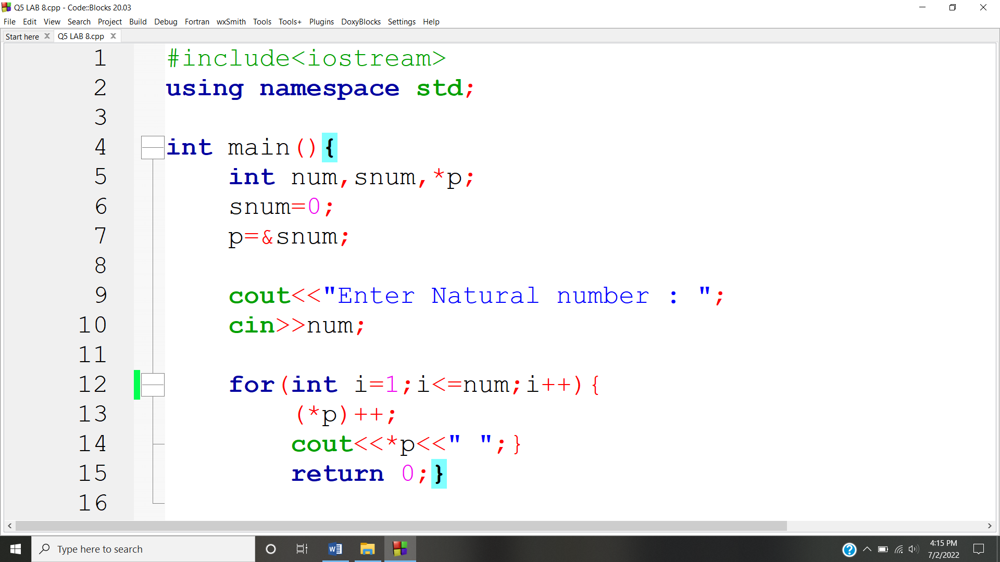 Q5 LAB 8.cpp - Code::Blocks 20.03
File Edit View Search Project Build Debug Fortran wxSmith Tools Tools+ Plugins DoxyBlocks Settings Help
Start here X Q5 LAB 8.cpp X
1 #include<iostream>
2 using namespace std;
3
4 int main(){
5     int num,snum,*p;
6     snum=0;
7     p=&snum;
8
9     cout<<"Enter Natural number : ";
10     cin>>num;
11
12     for(int i=1;i<=num;i++){
13         (*p)++;
14         cout<<*p<<" ";}
15         return 0;}
16
Type here to search
4:15 PM
7/2/2022